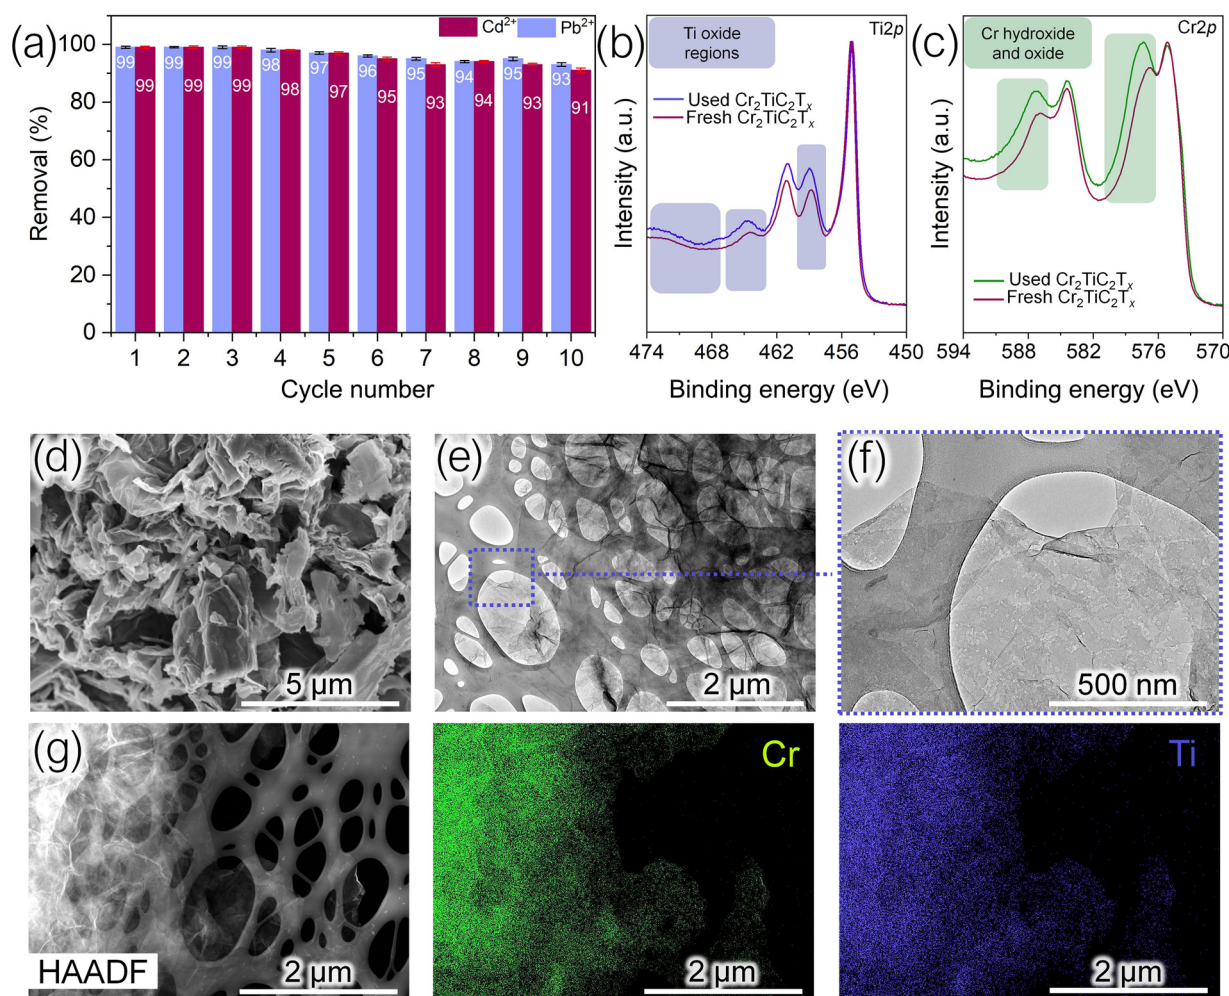 (a)
Cd²⁺ Pb²⁺
Removal (%)
100
80
60
40
20
0
99 99 99 98 97 96 95 94 95 93
99 99 99 98 97 95 93 94 93 91
1 2 3 4 5 6 7 8 9 10
Cycle number
(b)
Ti2p
Ti oxide
regions
Used Cr₂TiC₂Tₓ
Fresh Cr₂TiC₂Tₓ
Intensity (a.u.)
474 468 462 456 450
Binding energy (eV)
(c)
Cr2p
Cr hydroxide
and oxide
Used Cr₂TiC₂Tₓ
Fresh Cr₂TiC₂Tₓ
Intensity (a.u.)
594 588 582 576 570
Binding energy (eV)
(d)
5 μm
(e)
2 μm
(f)
500 nm
(g)
HAADF
2 μm
Cr
2 μm
Ti
2 μm